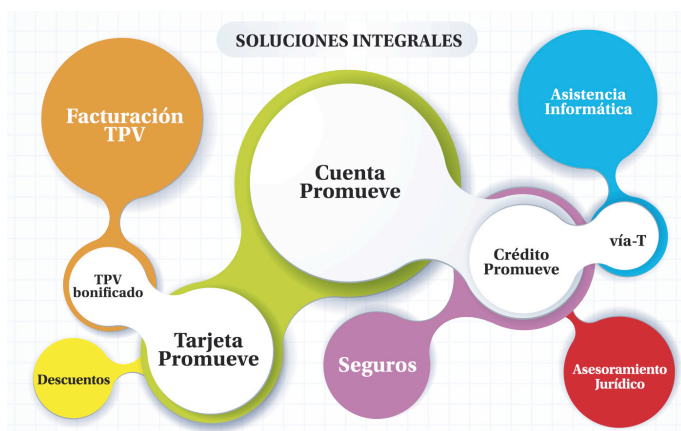 SOLUCIONES INTEGRALES
Facturación
TPV
Asistencia
Informática
Cuenta
Promueve
vía-T
Crédito
Promueve
TPV
bonificado
Tarjeta
Promueve
Descuentos
Seguros
Asesoramiento
Jurídico